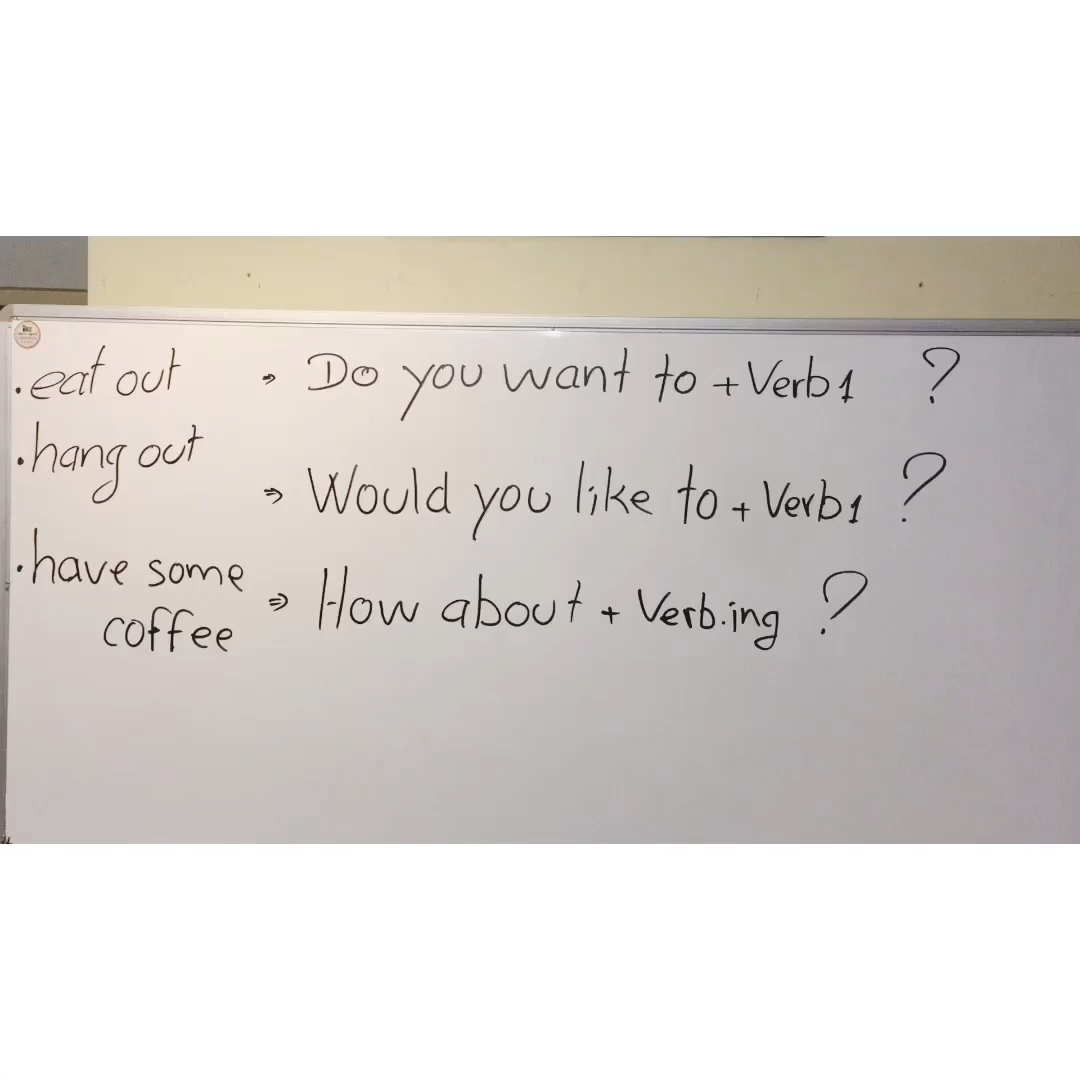 .eat out
⇒ Do you want to + Verb1 ?
.hang out
⇒ Would you like to + Verb1 ?
.have some
coffee
⇒ How about + Verb.ing ?